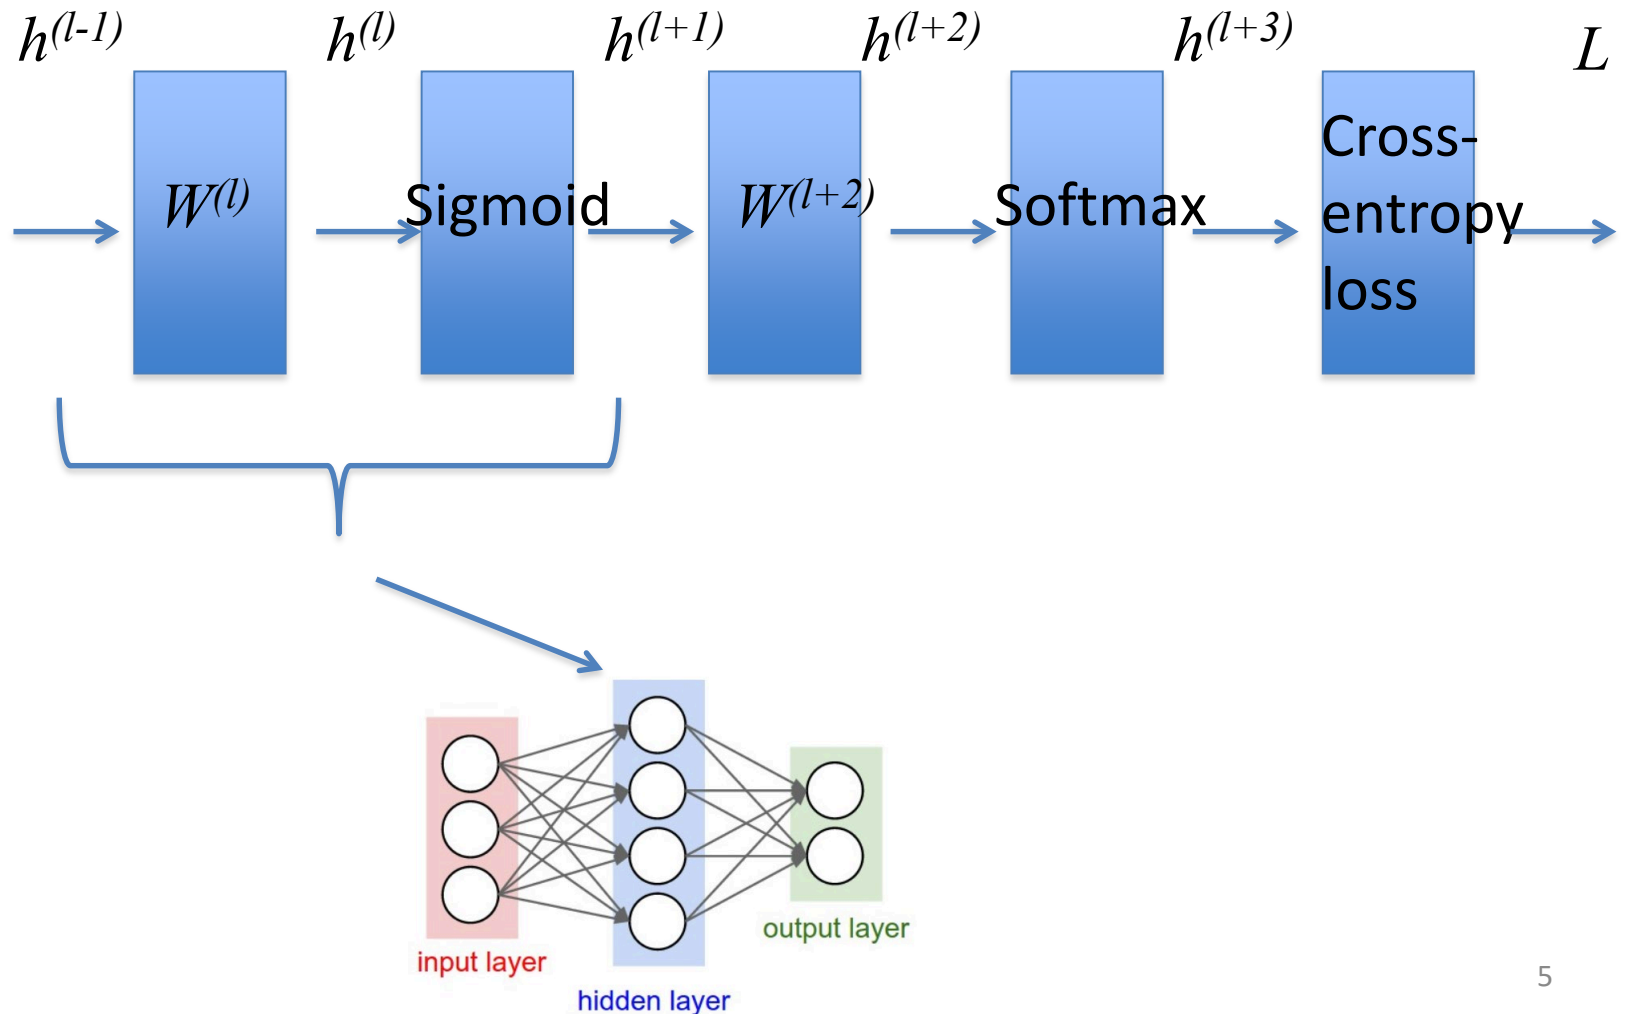 h(l-1) h(l) h(l+1) h(l+2) h(l+3) L
W(l) Sigmoid W(l+2) Softmax Cross-
entropy
loss
input layer
hidden layer
output layer
5